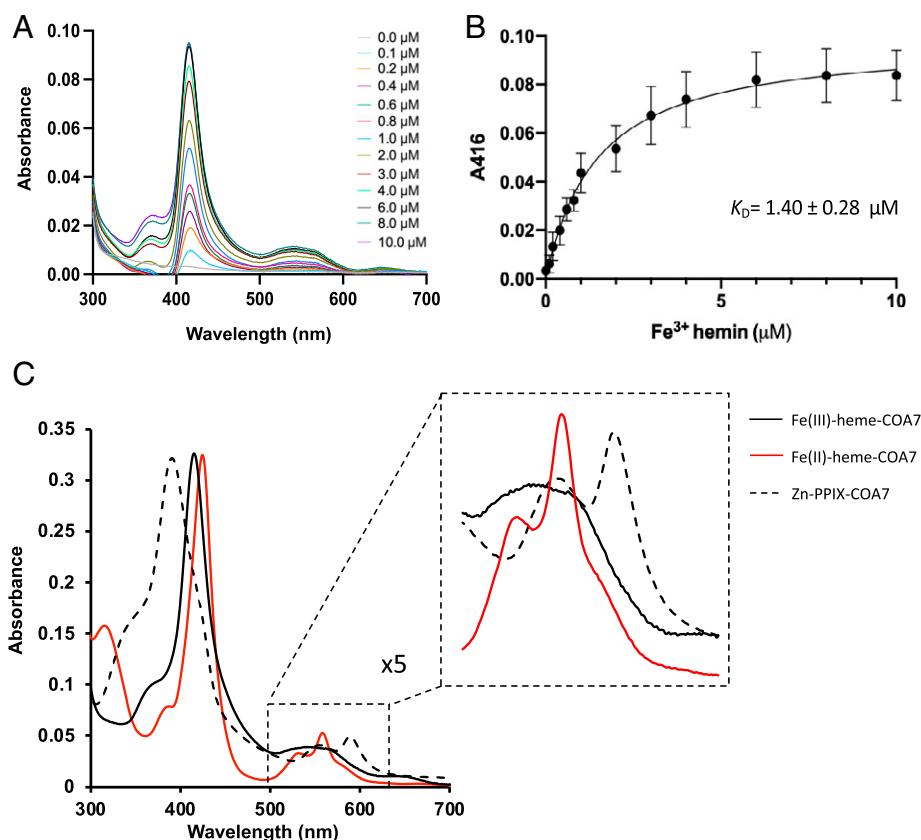 A
0.10
0.08
0.06
0.04
0.02
0.00
Absorbance
300
400
500
600
700
Wavelength (nm)
0.0 µM
0.1 µM
0.2 µM
0.4 µM
0.6 µM
0.8 µM
1.0 µM
2.0 µM
3.0 µM
4.0 µM
6.0 µM
8.0 µM
10.0 µM
B
0.10
0.08
0.06
0.04
0.02
0.00
A416
KD= 1.40 ± 0.28 µM
0
5
10
Fe³⁺ hemin (µM)
C
0.35
0.3
0.25
0.2
0.15
0.1
0.05
0
Absorbance
300
400
500
600
700
Wavelength (nm)
x5
Fe(III)-heme-COA7
Fe(II)-heme-COA7
Zn-PPIX-COA7